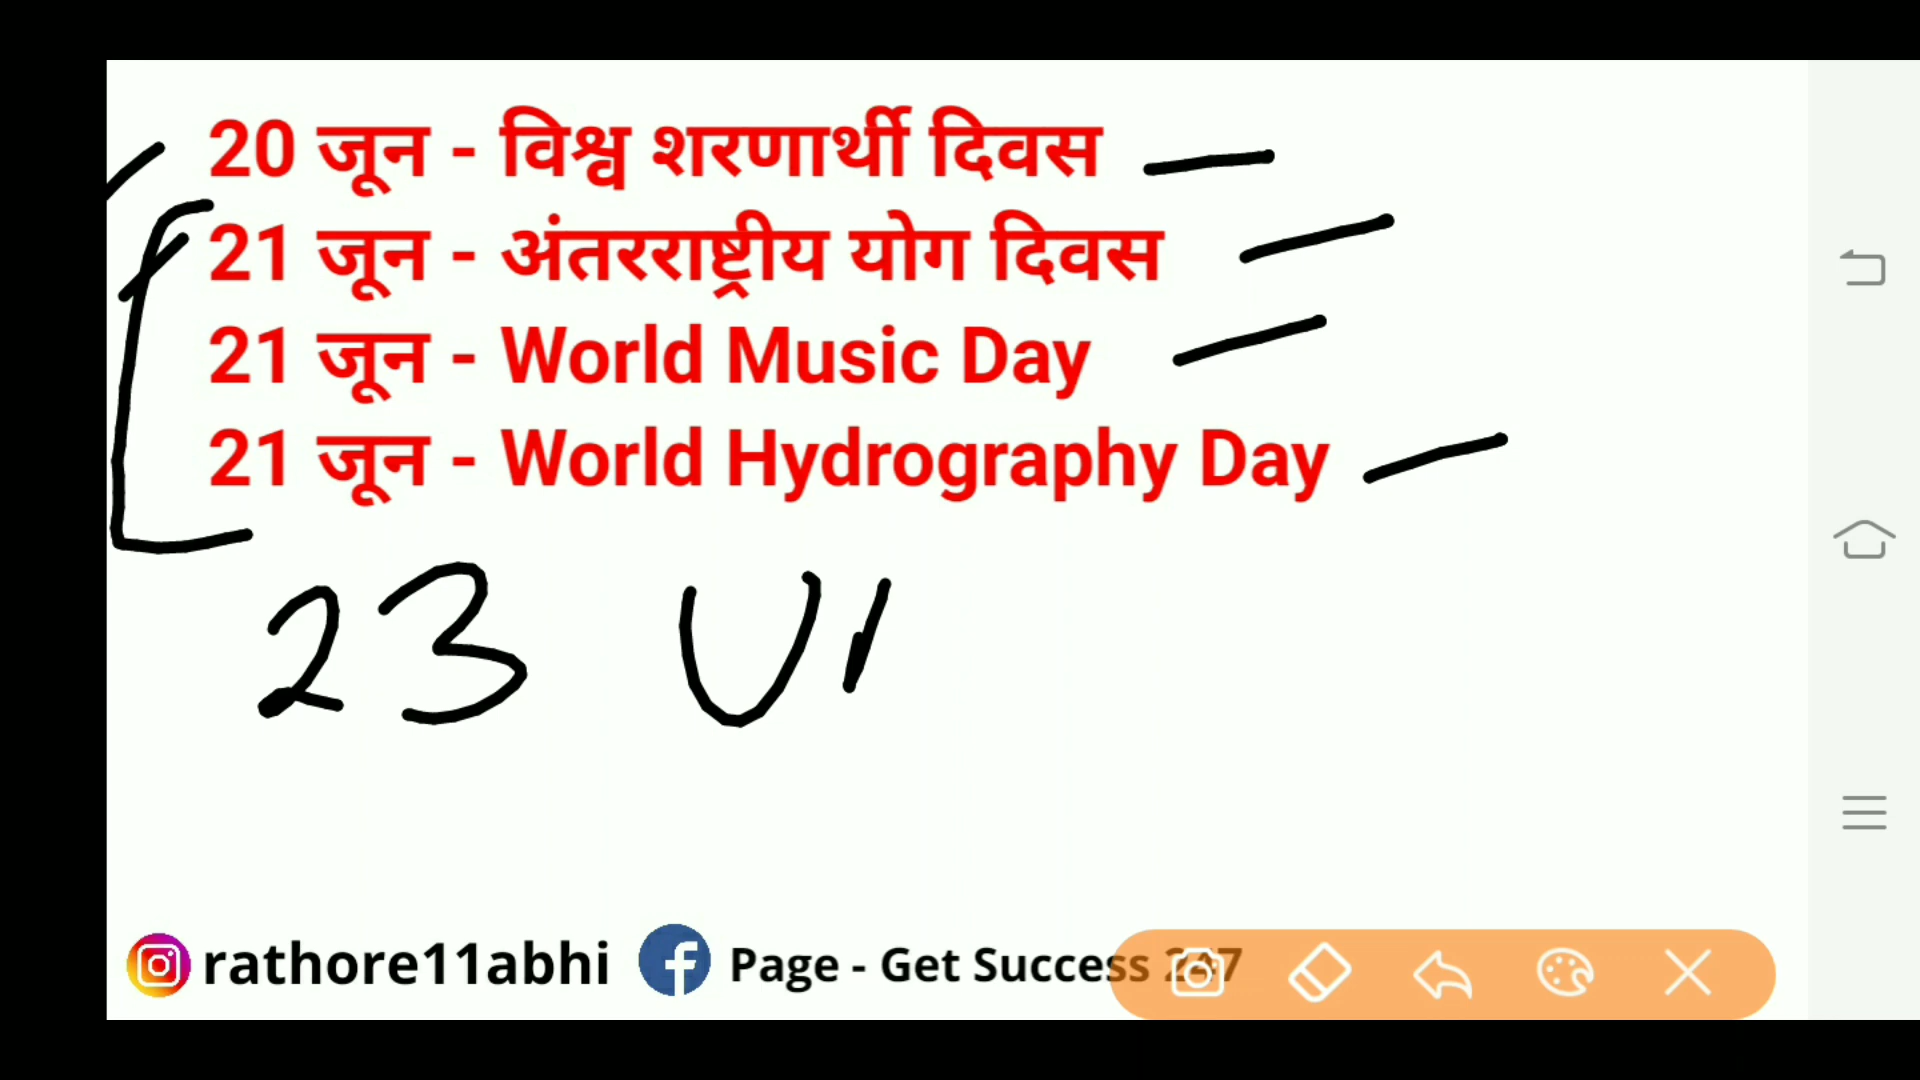 20 जून - विश्व शरणार्थी दिवस
21 जून - अंतरराष्ट्रीय योग दिवस
21 जून - World Music Day
21 जून - World Hydrography Day
23
rathore11abhi Page - Get Success 247